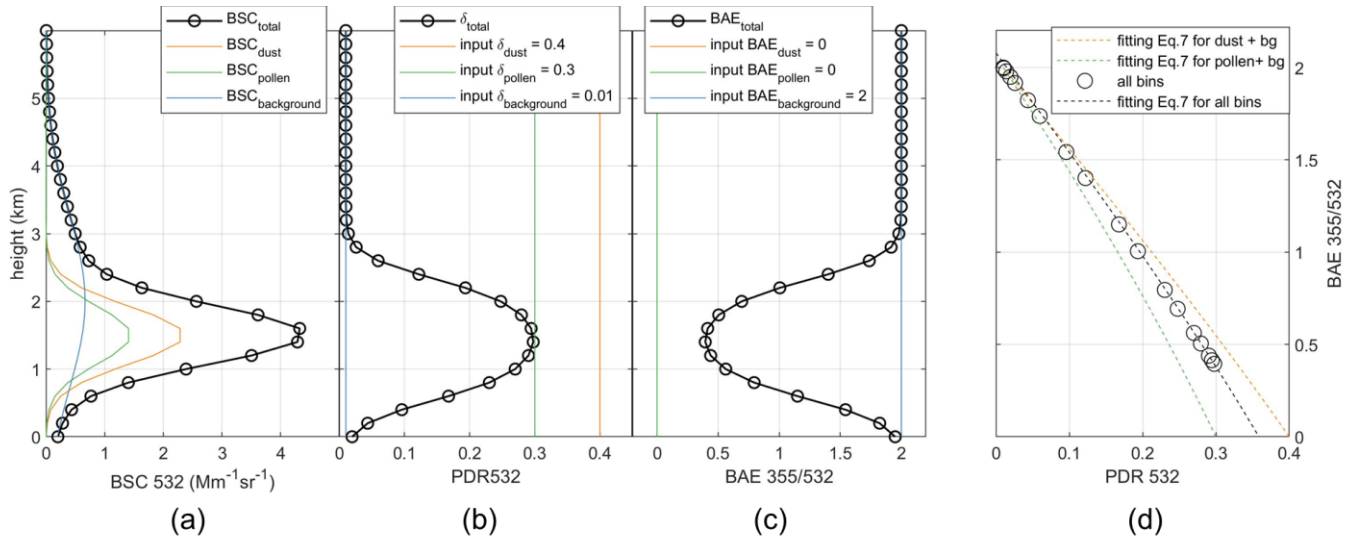 BSC_total
BSC_dust
BSC_pollen
BSC_background
height (km)
5
4
3
2
1
0
0 1 2 3 4
BSC 532 (Mm⁻¹sr⁻¹)
(a)
δ_total
input δ_dust = 0.4
input δ_pollen = 0.3
input δ_background = 0.01
0 0.1 0.2 0.3 0.4
PDR532
(b)
BAE_total
input BAE_dust = 0
input BAE_pollen = 0
input BAE_background = 2
0 0.5 1 1.5 2
BAE 355/532
(c)
fitting Eq.7 for dust + bg
fitting Eq.7 for pollen+ bg
all bins
fitting Eq.7 for all bins
2
1.5
1
0.5
0
BAE 355/532
0 0.1 0.2 0.3 0.4
PDR 532
(d)